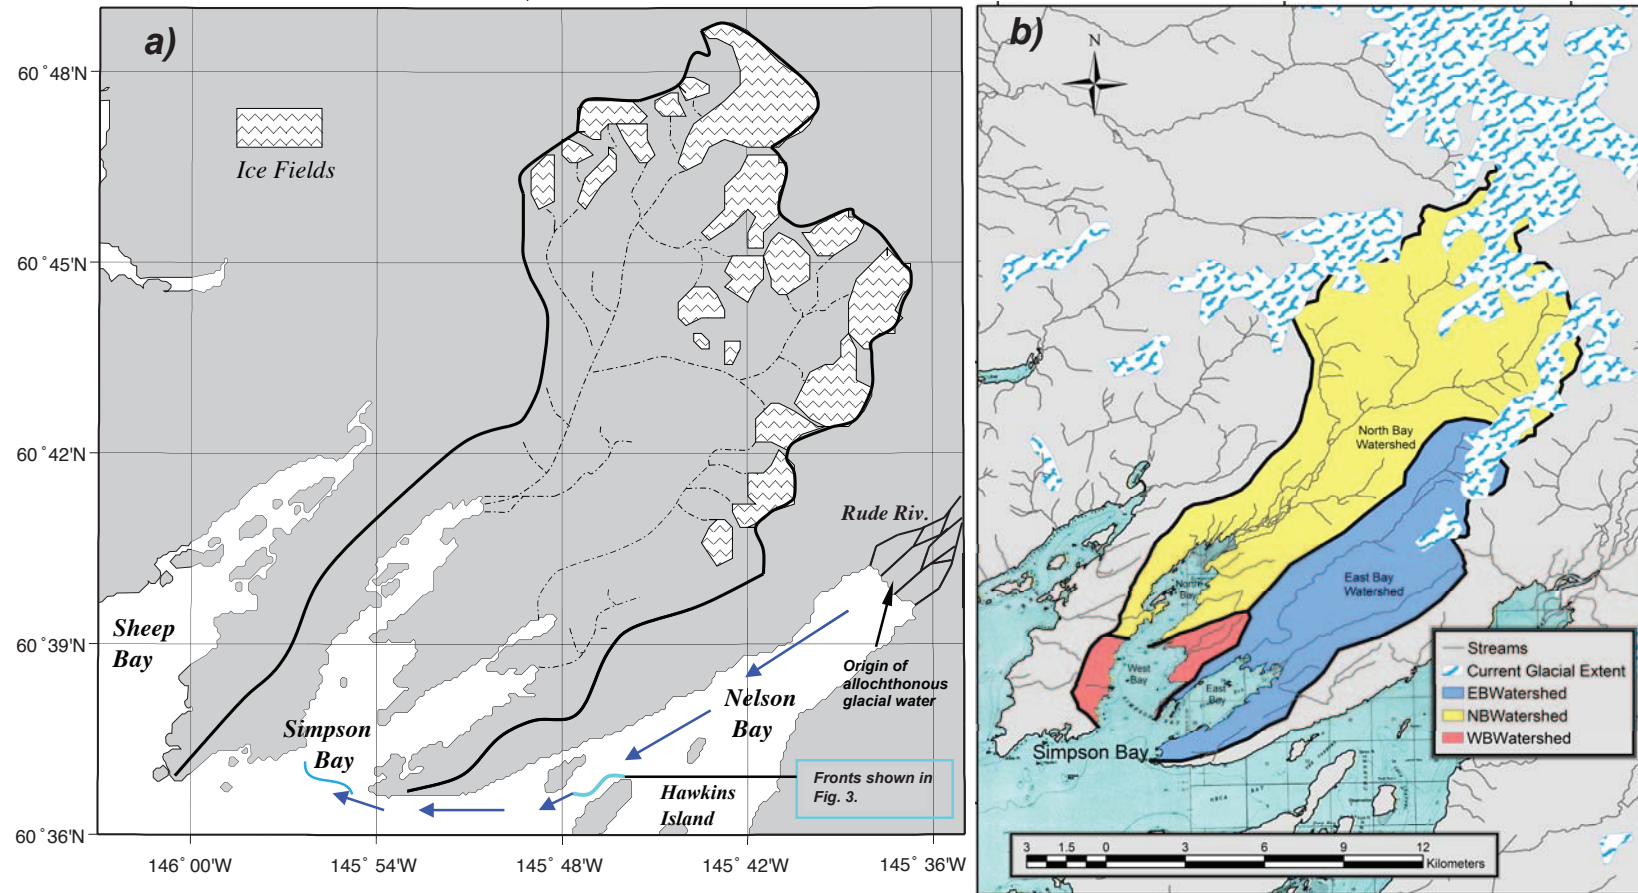 a)
60°48'N
60°45'N
60°42'N
60°39'N
60°36'N
146°00'W
145°54'W
145°48'W
145°42'W
145°36'W
Ice Fields
Rude Riv.
Sheep
Bay
Origin of
allochthonous
glacial water
Nelson
Bay
Simpson
Bay
Fronts shown in
Fig. 3.
Hawkins
Island
b)
N
North Bay
Watershed
East Bay
Watershed
North
Bay
West
Bay
East
Bay
Simpson Bay
Streams
Current Glacial Extent
EBWatershed
NBWatershed
WBWatershed
3 1.5 0 3 6 9 12
Kilometers